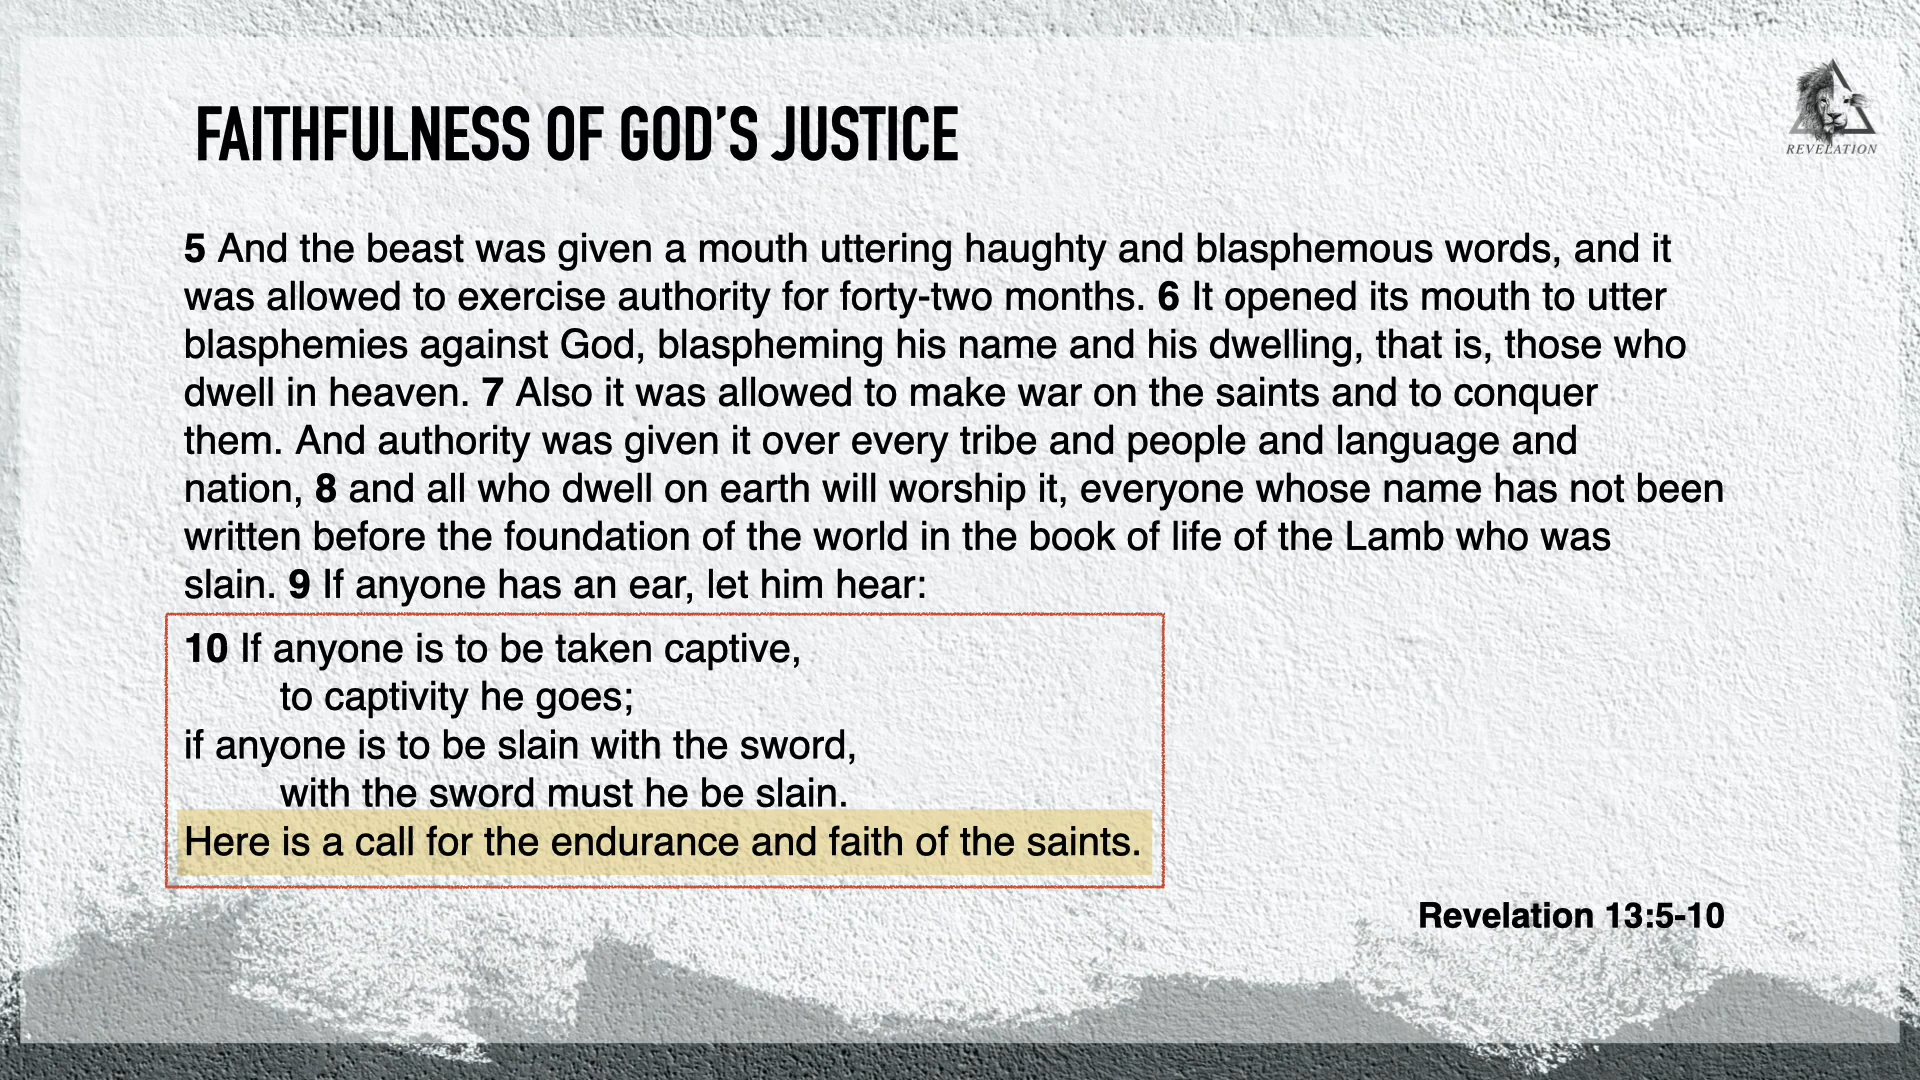 FAITHFULNESS OF GOD’S JUSTICE
REVELATION
5 And the beast was given a mouth uttering haughty and blasphemous words, and it
was allowed to exercise authority for forty-two months. 6 It opened its mouth to utter
blasphemies against God, blaspheming his name and his dwelling, that is, those who
dwell in heaven. 7 Also it was allowed to make war on the saints and to conquer
them. And authority was given it over every tribe and people and language and
nation, 8 and all who dwell on earth will worship it, everyone whose name has not been
written before the foundation of the world in the book of life of the Lamb who was
slain. 9 If anyone has an ear, let him hear:
10 If anyone is to be taken captive,
to captivity he goes;
if anyone is to be slain with the sword,
with the sword must he be slain.
Here is a call for the endurance and faith of the saints.
Revelation 13:5-10